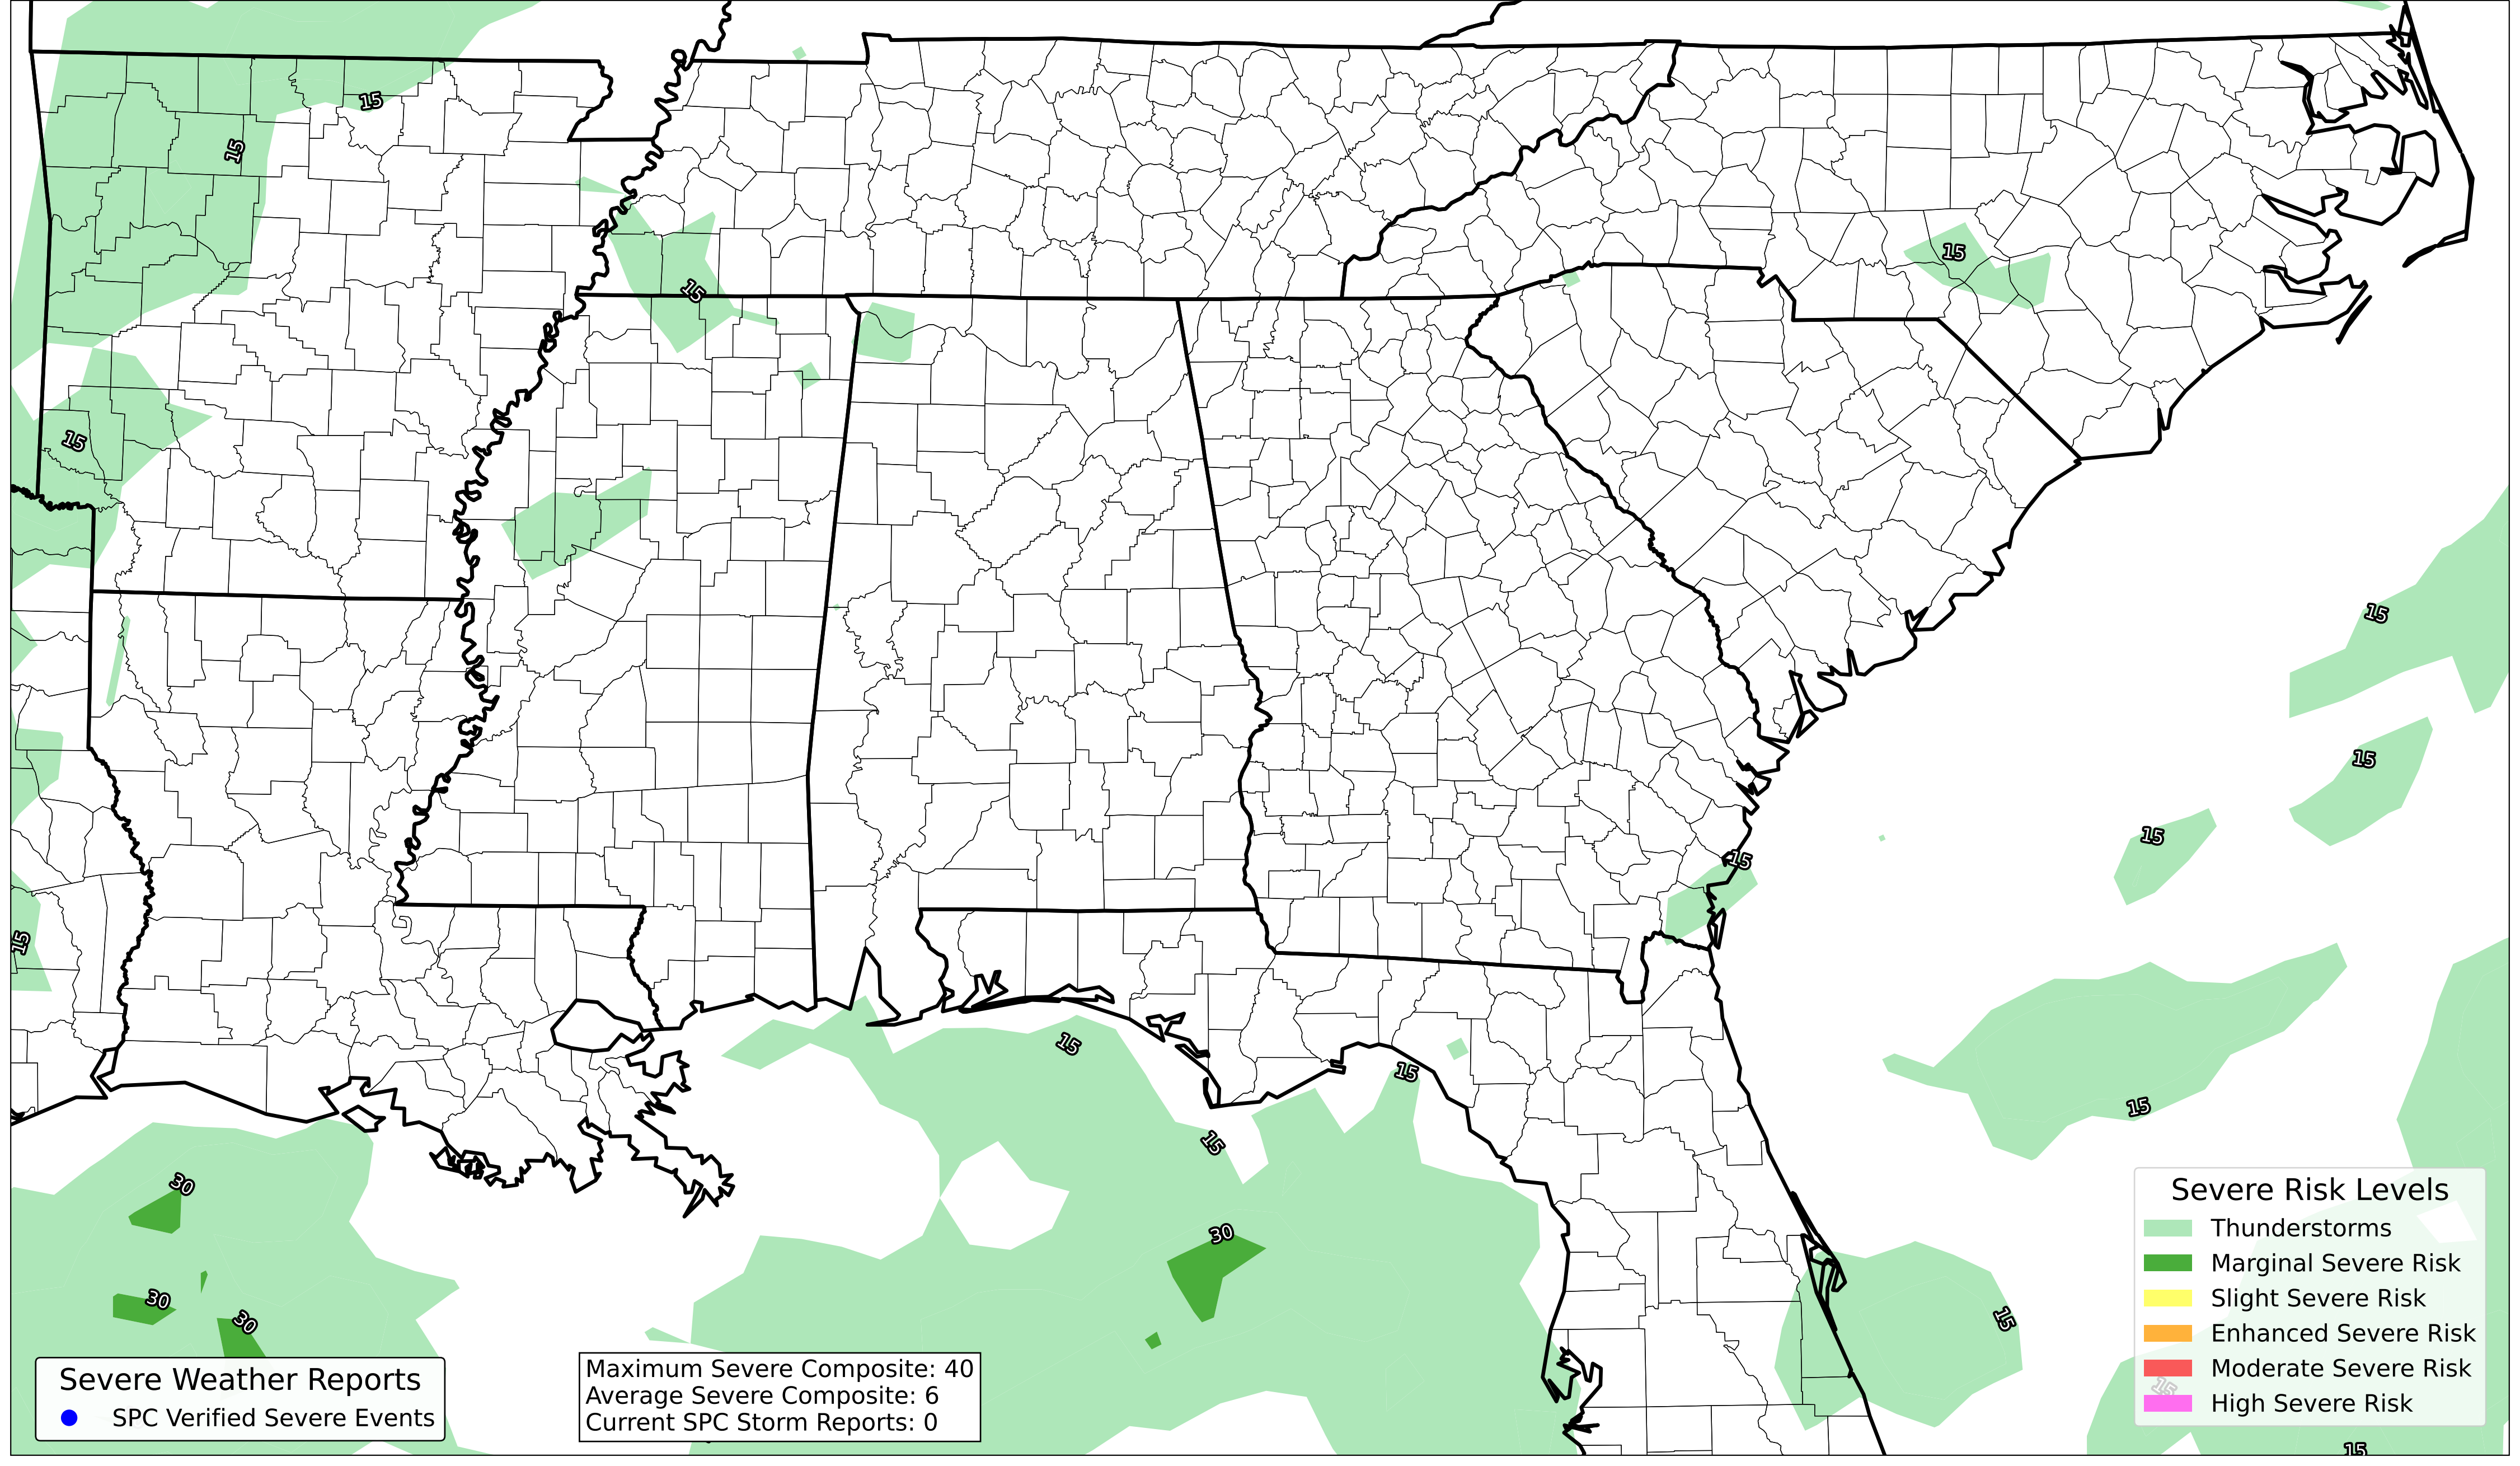 15
15
15
15
15
15
15
15
15
15
15
15
15
15
30
15
30
30
30
15
15
15
Severe Risk Levels
Thunderstorms
Marginal Severe Risk
Slight Severe Risk
Enhanced Severe Risk
Moderate Severe Risk
High Severe Risk
Severe Weather Reports
SPC Verified Severe Events
Maximum Severe Composite: 40
Average Severe Composite: 6
Current SPC Storm Reports: 0